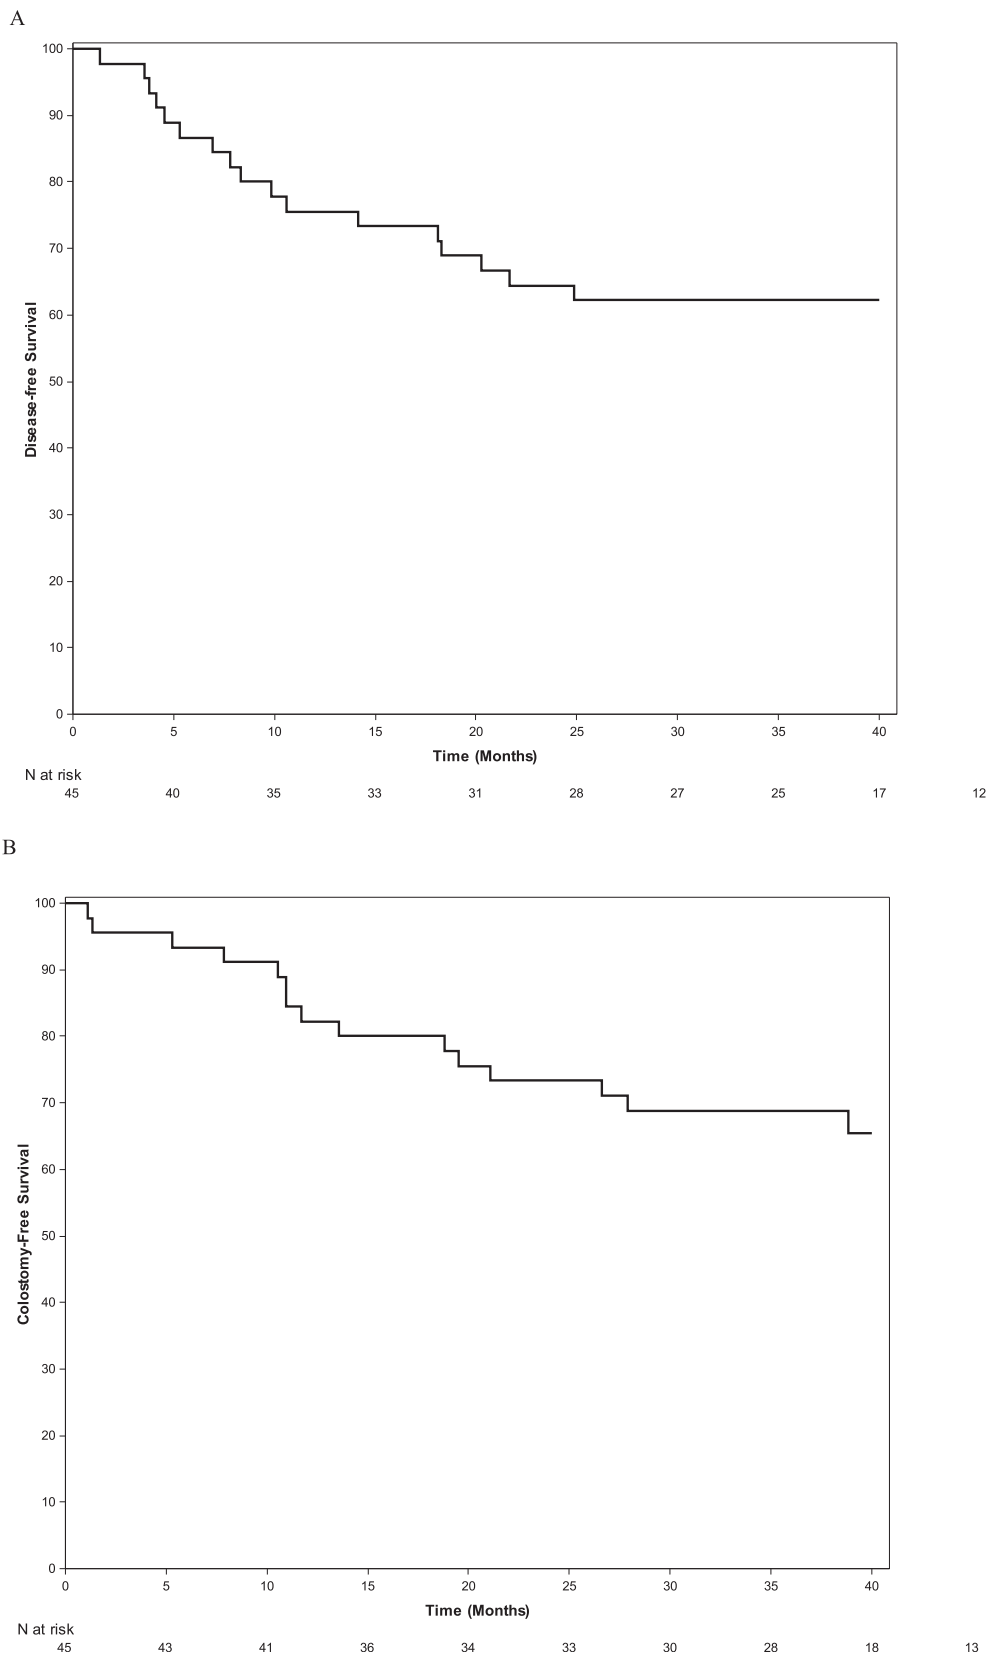 A
100
90
80
70
60
50
40
30
20
10
0
Disease-free Survival
0 5 10 15 20 25 30 35 40
Time (Months)
N at risk
45 40 35 33 31 28 27 25 17 12
B
100
90
80
70
60
50
40
30
20
10
0
Colostomy-Free Survival
0 5 10 15 20 25 30 35 40
Time (Months)
N at risk
45 43 41 36 34 33 30 28 18 13